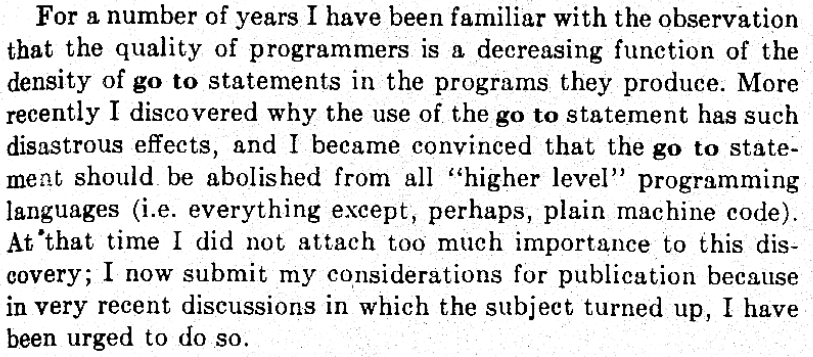 For a number of years I have been familiar with the observation
that the quality of programmers is a decreasing function of the
density of go to statements in the programs they produce. More
recently I discovered why the use of the go to statement has such
disastrous effects, and I became convinced that the go to state-
ment should be abolished from all “higher level” programming
languages (i.e. everything except, perhaps, plain machine code).
At that time I did not attach too much importance to this dis-
covery; I now submit my considerations for publication because
in very recent discussions in which the subject turned up, I have
been urged to do so.